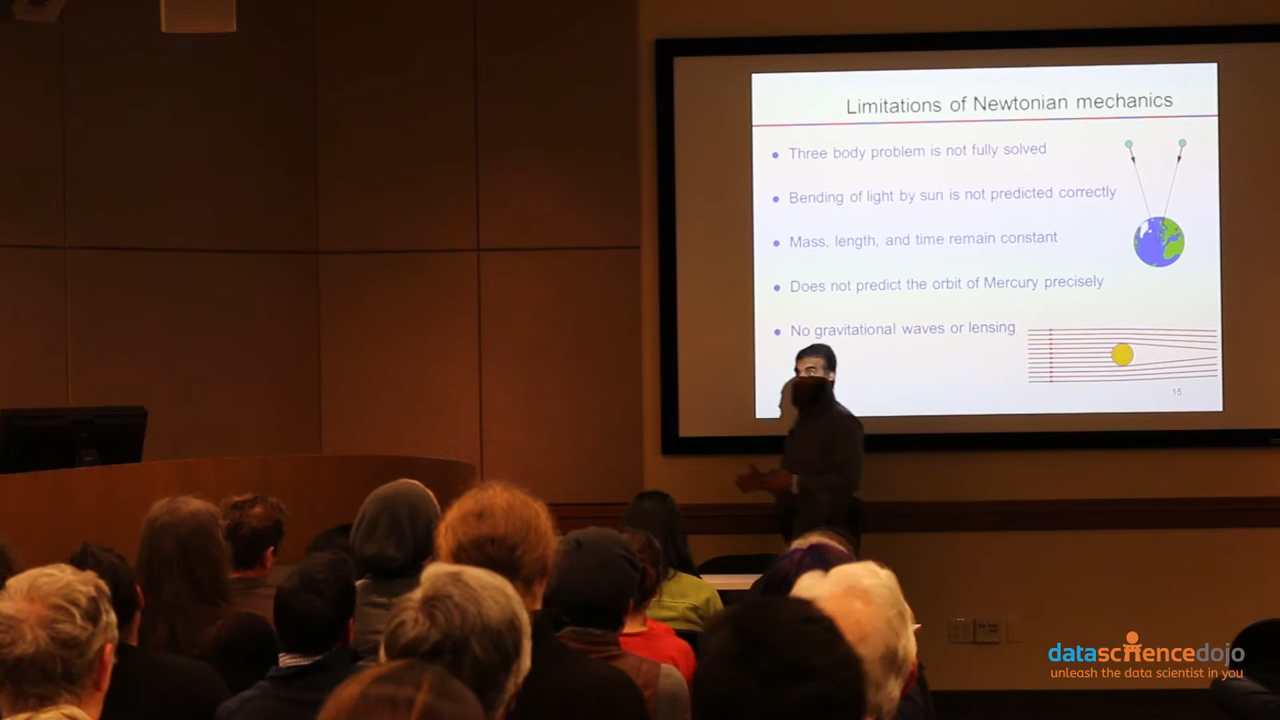 Limitations of Newtonian mechanics
Three body problem is not fully solved
Bending of light by sun is not predicted correctly
Mass, length, and time remain constant
Does not predict the orbit of Mercury precisely
No gravitational waves or lensing
15
datasciencedojo
unleash the data scientist in you